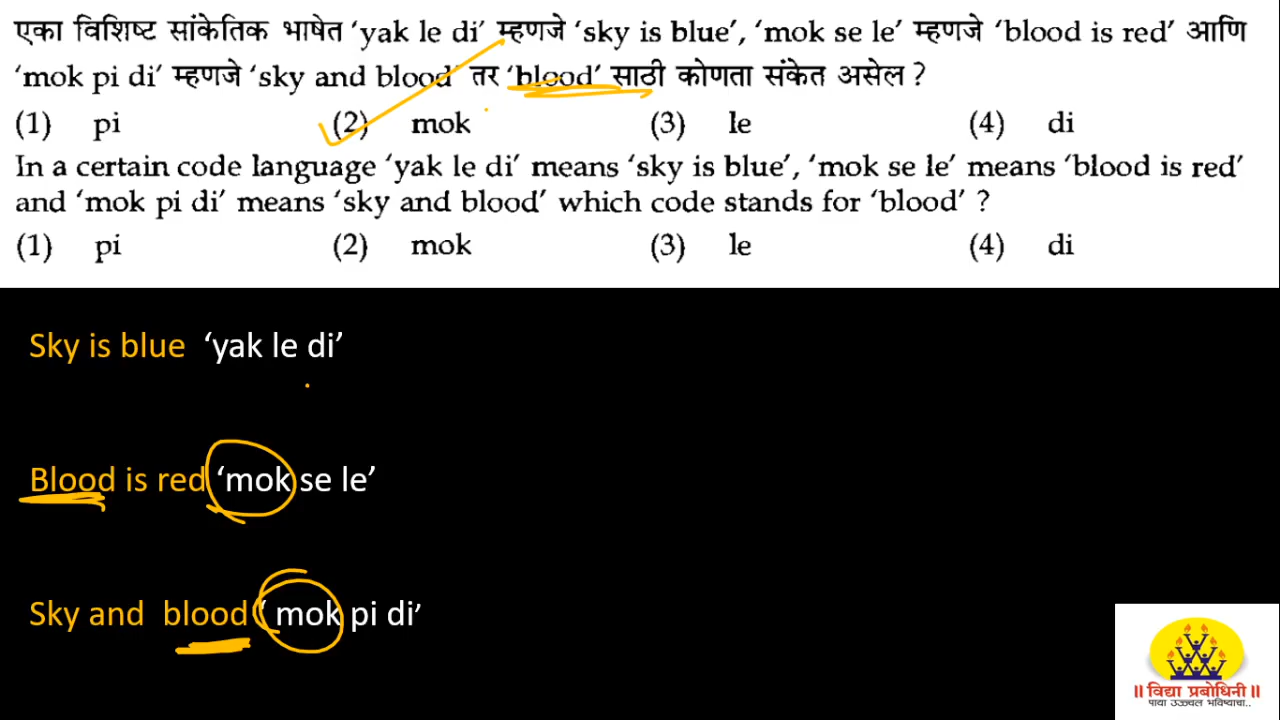 एका विशिष्ट सांकेतिक भाषेत ‘yak le di’ म्हणजे ‘sky is blue’, ‘mok se le’ म्हणजे ‘blood is red’ आणि
‘mok pi di’ म्हणजे ‘sky and blood’ तर ‘blood’ साठी कोणता संकेत असेल ?
(1) pi (2) mok (3) le (4) di
In a certain code language ‘yak le di’ means ‘sky is blue’, ‘mok se le’ means ‘blood is red’
and ‘mok pi di’ means ‘sky and blood’ which code stands for ‘blood’ ?
(1) pi (2) mok (3) le (4) di
Sky is blue ‘yak le di’
Blood is red ‘mok se le’
Sky and blood ‘ mok pi di’
॥ विद्या प्रबोधिनी ॥
पाया उज्ज्वल भविष्याचा..